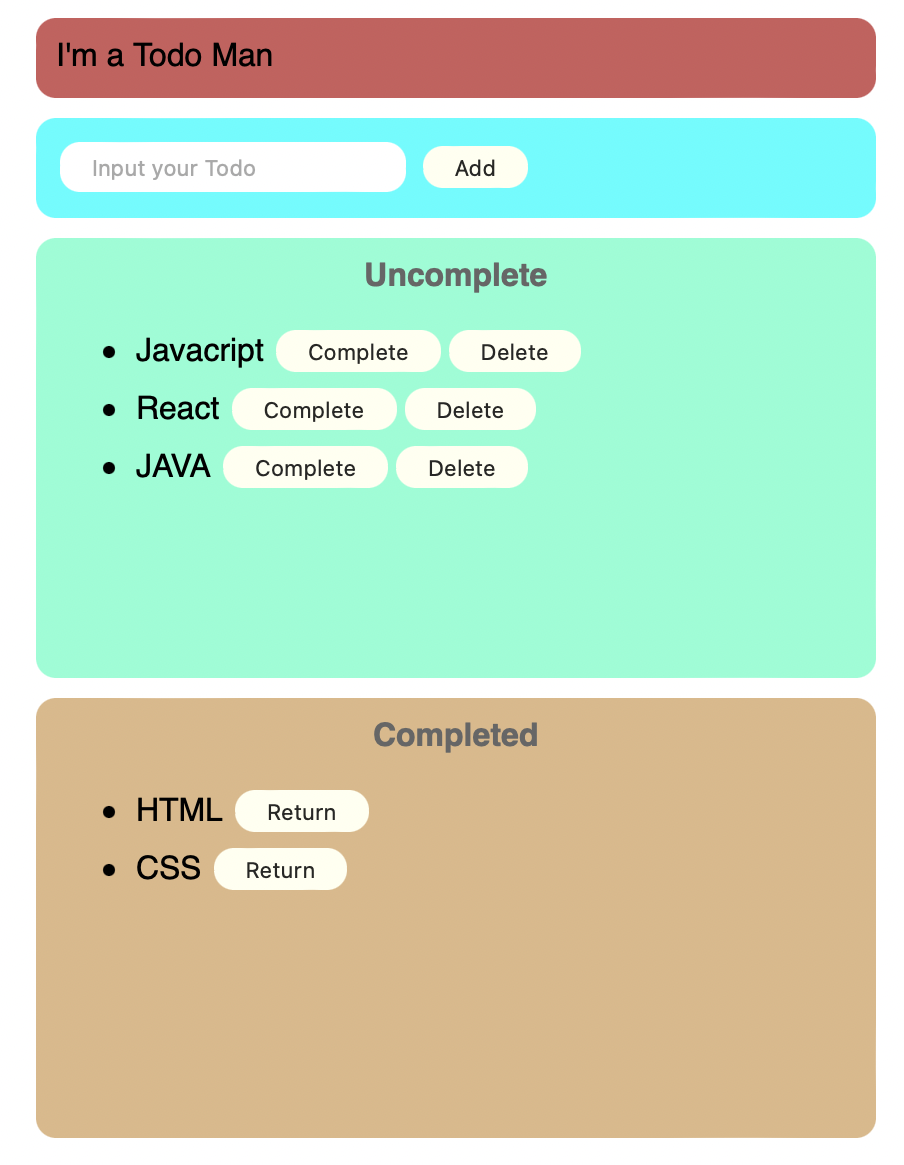 I'm a Todo Man
Input your Todo Add
Uncomplete
Javacript Complete Delete
React Complete Delete
JAVA Complete Delete
Completed
HTML Return
CSS Return